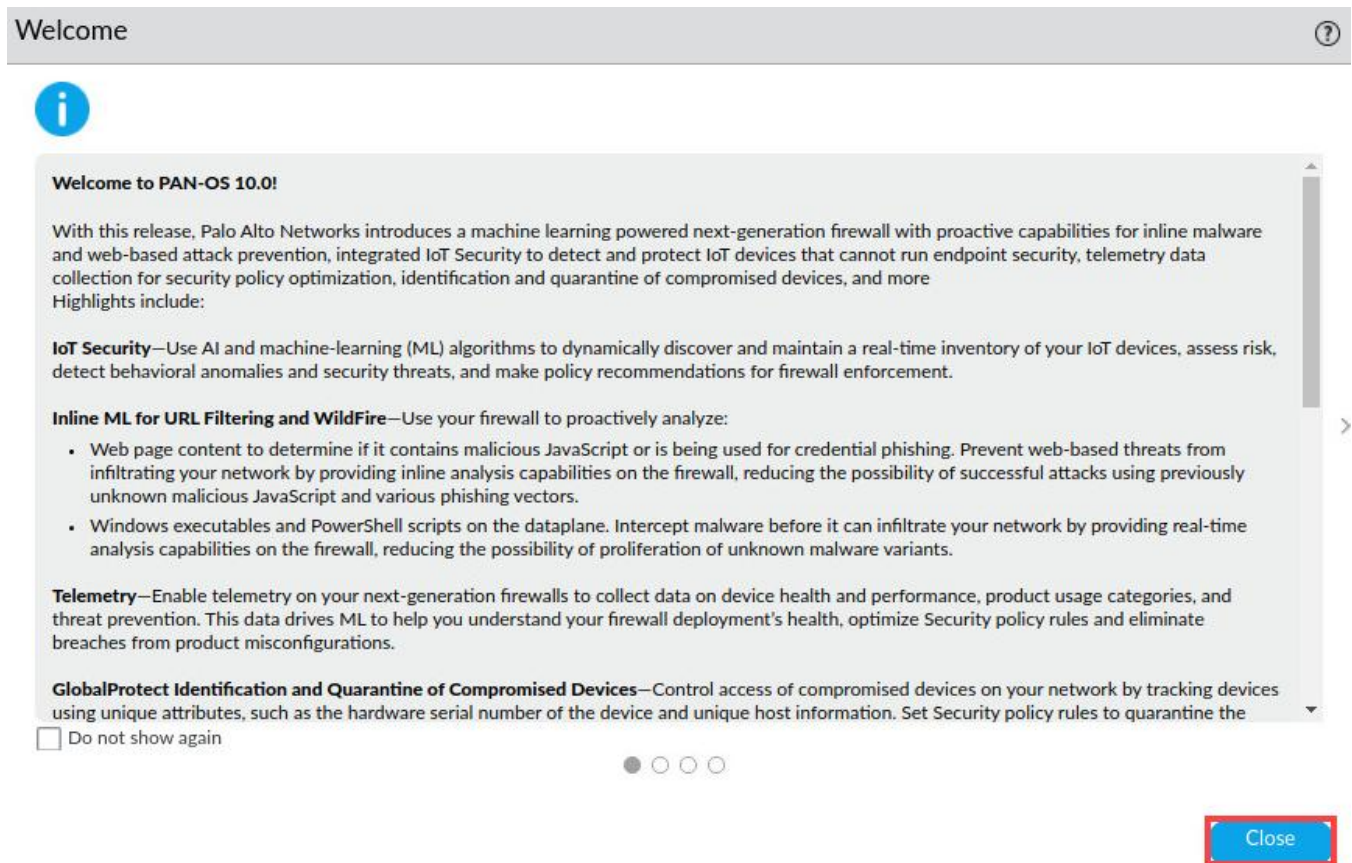 Welcome
?
i
Welcome to PAN-OS 10.0!
With this release, Palo Alto Networks introduces a machine learning powered next-generation firewall with proactive capabilities for inline malware
and web-based attack prevention, integrated IoT Security to detect and protect IoT devices that cannot run endpoint security, telemetry data
collection for security policy optimization, identification and quarantine of compromised devices, and more
Highlights include:
IoT Security—Use AI and machine-learning (ML) algorithms to dynamically discover and maintain a real-time inventory of your IoT devices, assess risk,
detect behavioral anomalies and security threats, and make policy recommendations for firewall enforcement.
Inline ML for URL Filtering and WildFire—Use your firewall to proactively analyze:
• Web page content to determine if it contains malicious JavaScript or is being used for credential phishing. Prevent web-based threats from
infiltrating your network by providing inline analysis capabilities on the firewall, reducing the possibility of successful attacks using previously
unknown malicious JavaScript and various phishing vectors.
• Windows executables and PowerShell scripts on the dataplane. Intercept malware before it can infiltrate your network by providing real-time
analysis capabilities on the firewall, reducing the possibility of proliferation of unknown malware variants.
Telemetry—Enable telemetry on your next-generation firewalls to collect data on device health and performance, product usage categories, and
threat prevention. This data drives ML to help you understand your firewall deployment's health, optimize Security policy rules and eliminate
breaches from product misconfigurations.
GlobalProtect Identification and Quarantine of Compromised Devices—Control access of compromised devices on your network by tracking devices
using unique attributes, such as the hardware serial number of the device and unique host information. Set Security policy rules to quarantine the
Do not show again
Close